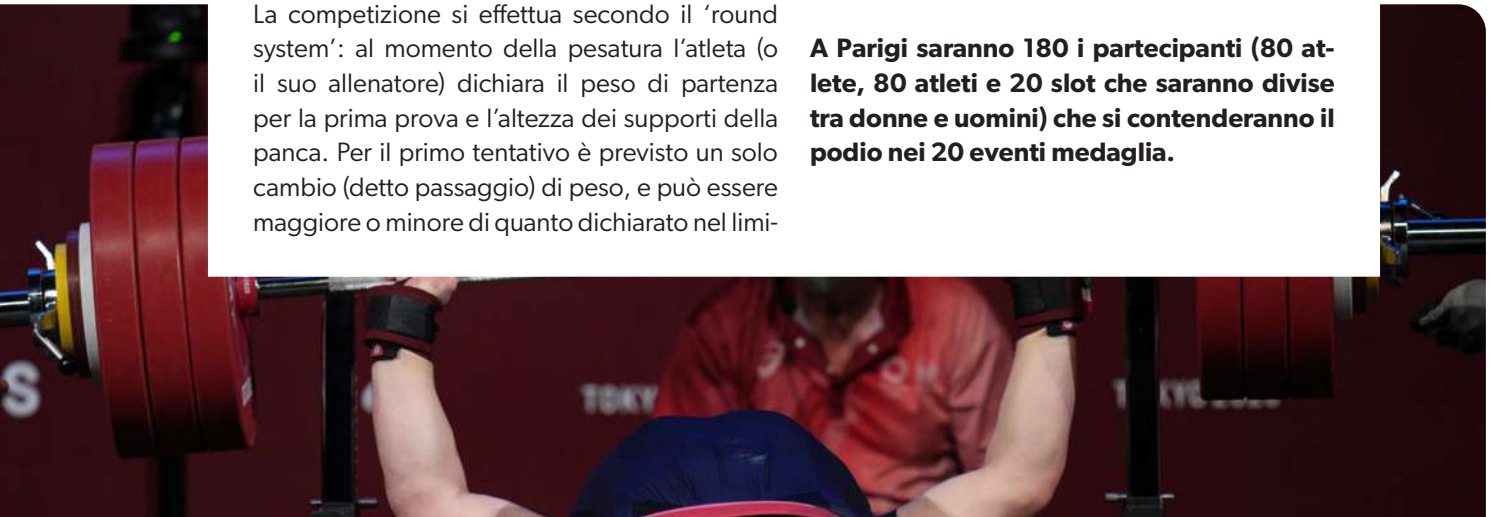 La competizione si effettua secondo il ‘round
system’: al momento della pesatura l’atleta (o
il suo allenatore) dichiara il peso di partenza
per la prima prova e l’altezza dei supporti della
panca. Per il primo tentativo è previsto un solo
cambio (detto passaggio) di peso, e può essere
maggiore o minore di quanto dichiarato nel limi-
A Parigi saranno 180 i partecipanti (80 at-
lete, 80 atleti e 20 slot che saranno divise
tra donne e uomini) che si contenderanno il
podio nei 20 eventi medaglia.
S
TOKY